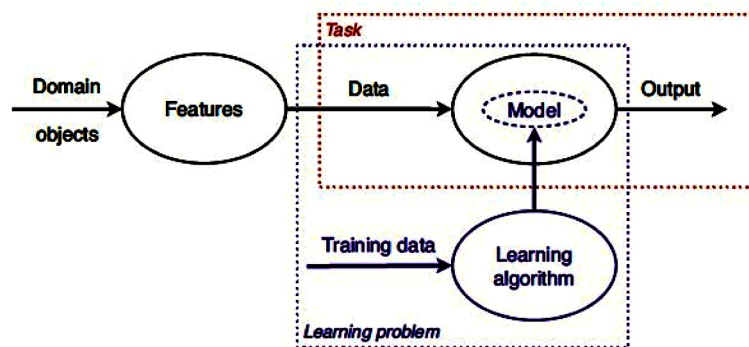 Task
Domain
objects
Features
Data
Model
Output
Training data
Learning
algorithm
Learning problem